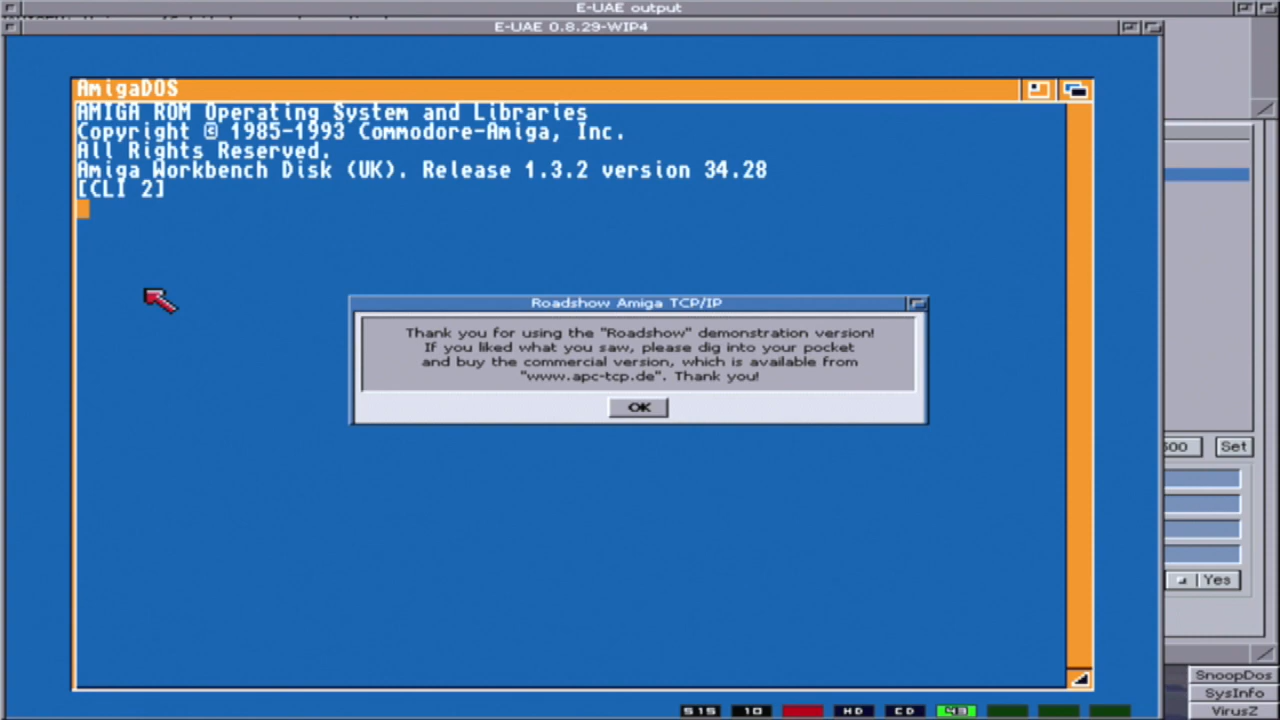 E-UAE output
E-UAE 0.8.29-WIP4
AmigaDOS
AMIGA ROM Operating System and Libraries
Copyright © 1985-1993 Commodore-Amiga, Inc.
All Rights Reserved.
Amiga Workbench Disk (UK). Release 1.3.2 version 34.28
[CLI 2]
Roadshow Amiga TCP/IP
Thank you for using the "Roadshow" demonstration version!
If you liked what you saw, please dig into your pocket
and buy the commercial version, which is available from
"www.apc-tcp.de". Thank you!
OK
Set
Yes
SnoopDos
SysInfo
VirusZ
515 10 HD CD 43